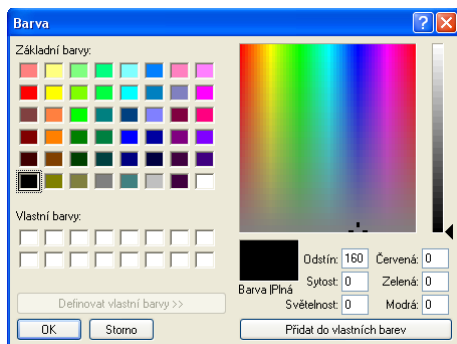 Barva
Základní barvy:
Vlastní barvy:
Definovat vlastní barvy >>
OK
Storno
Barva |Plná
Odstín: 160
Sytost: 0
Světelnost: 0
Červená: 0
Zelená: 0
Modrá: 0
Přidat do vlastních barev